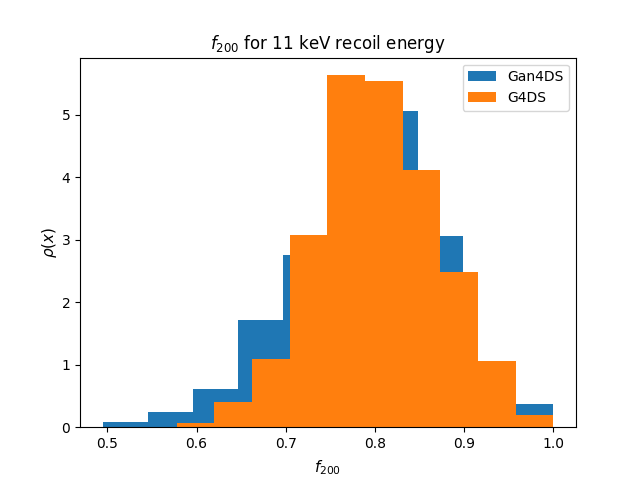 f₂₀₀ for 11 keV recoil energy
Gan4DS
G4DS
ρ(x)
5
4
3
2
1
0
0.5 0.6 0.7 0.8 0.9 1.0
f₂₀₀